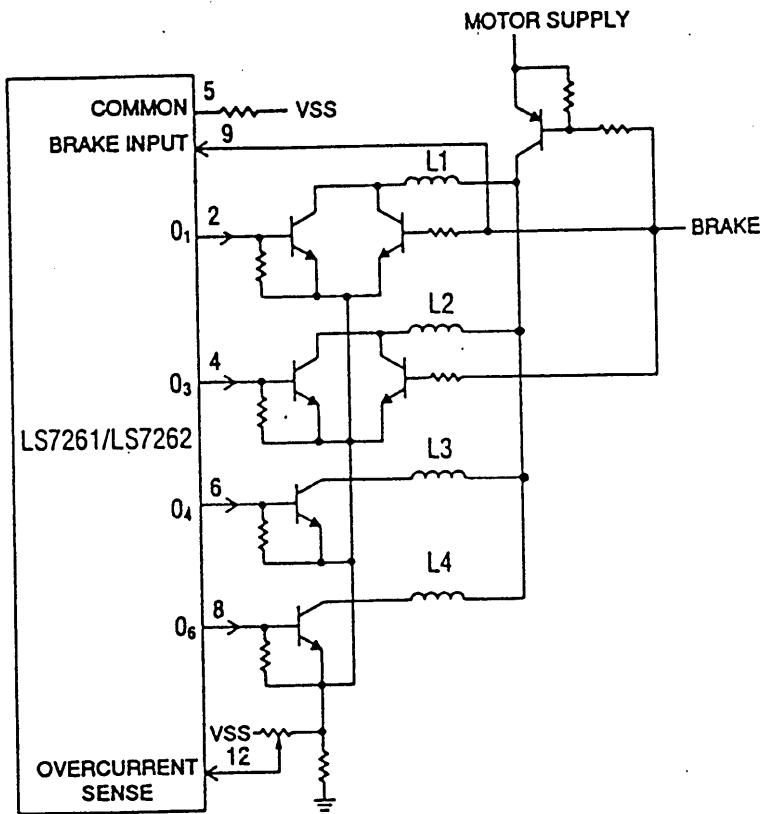 MOTOR SUPPLY
COMMON 5 VSS
BRAKE INPUT 9
L1
O₁ 2
BRAKE
L2
O₃ 4
LS7261/LS7262
L3
O₄ 6
L4
O₆ 8
VSS
12
OVERCURRENT
SENSE